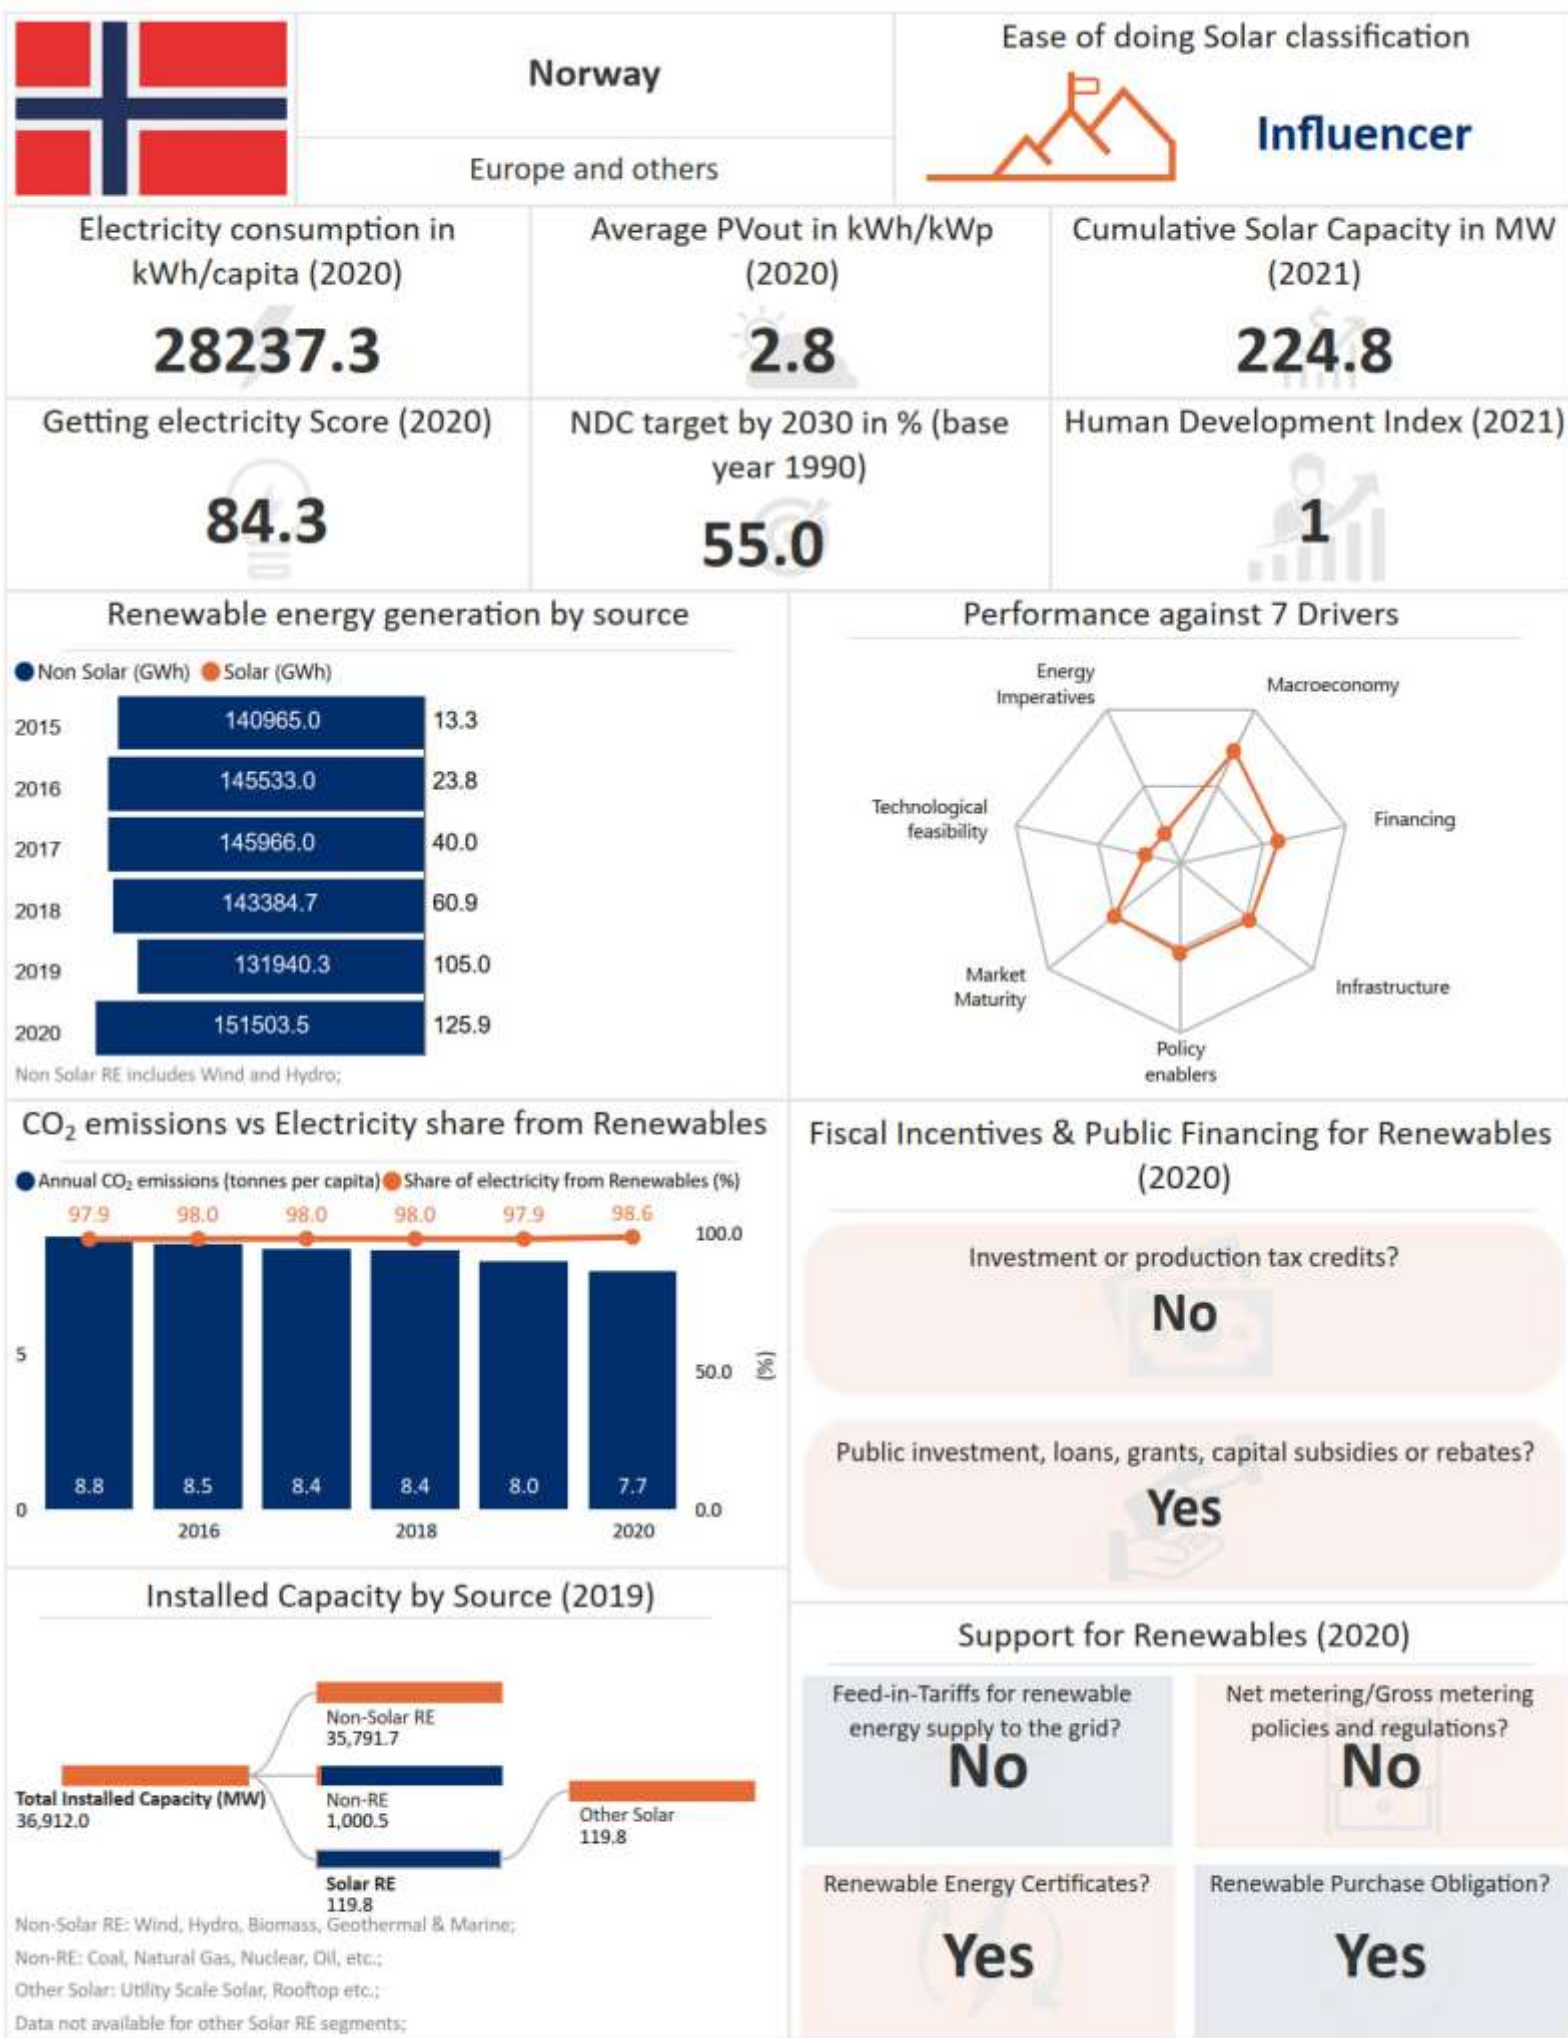 Norway
Europe and others
Ease of doing Solar classification
Influencer
Electricity consumption in
kWh/capita (2020)
28237.3
Average PVout in kWh/kWp
(2020)
2.8
Cumulative Solar Capacity in MW
(2021)
224.8
Getting electricity Score (2020)
84.3
NDC target by 2030 in % (base
year 1990)
55.0
Human Development Index (2021)
1
Renewable energy generation by source
Non Solar (GWh) Solar (GWh)
2015 140965.0 13.3
2016 145533.0 23.8
2017 145966.0 40.0
2018 143384.7 60.9
2019 131940.3 105.0
2020 151503.5 125.9
Non Solar RE includes Wind and Hydro;
Performance against 7 Drivers
Energy
Imperatives
Macroeconomy
Technological
feasibility
Financing
Market
Maturity
Infrastructure
Policy
enablers
CO₂ emissions vs Electricity share from Renewables
Annual CO₂ emissions (tonnes per capita) Share of electricity from Renewables (%)
97.9 98.0 98.0 98.0 97.9 98.6
100.0
5
50.0
(%)
8.8 8.5 8.4 8.4 8.0 7.7
0
0.0
2016 2018 2020
Fiscal Incentives & Public Financing for Renewables
(2020)
Investment or production tax credits?
No
Public investment, loans, grants, capital subsidies or rebates?
Yes
Installed Capacity by Source (2019)
Non-Solar RE
35,791.7
Total Installed Capacity (MW)
36,912.0
Non-RE
1,000.5
Other Solar
119.8
Solar RE
119.8
Non-Solar RE: Wind, Hydro, Biomass, Geothermal & Marine;
Non-RE: Coal, Natural Gas, Nuclear, Oil, etc.;
Other Solar: Utility Scale Solar, Rooftop etc.;
Data not available for other Solar RE segments;
Support for Renewables (2020)
Feed-in-Tariffs for renewable
energy supply to the grid?
No
Net metering/Gross metering
policies and regulations?
No
Renewable Energy Certificates?
Yes
Renewable Purchase Obligation?
Yes